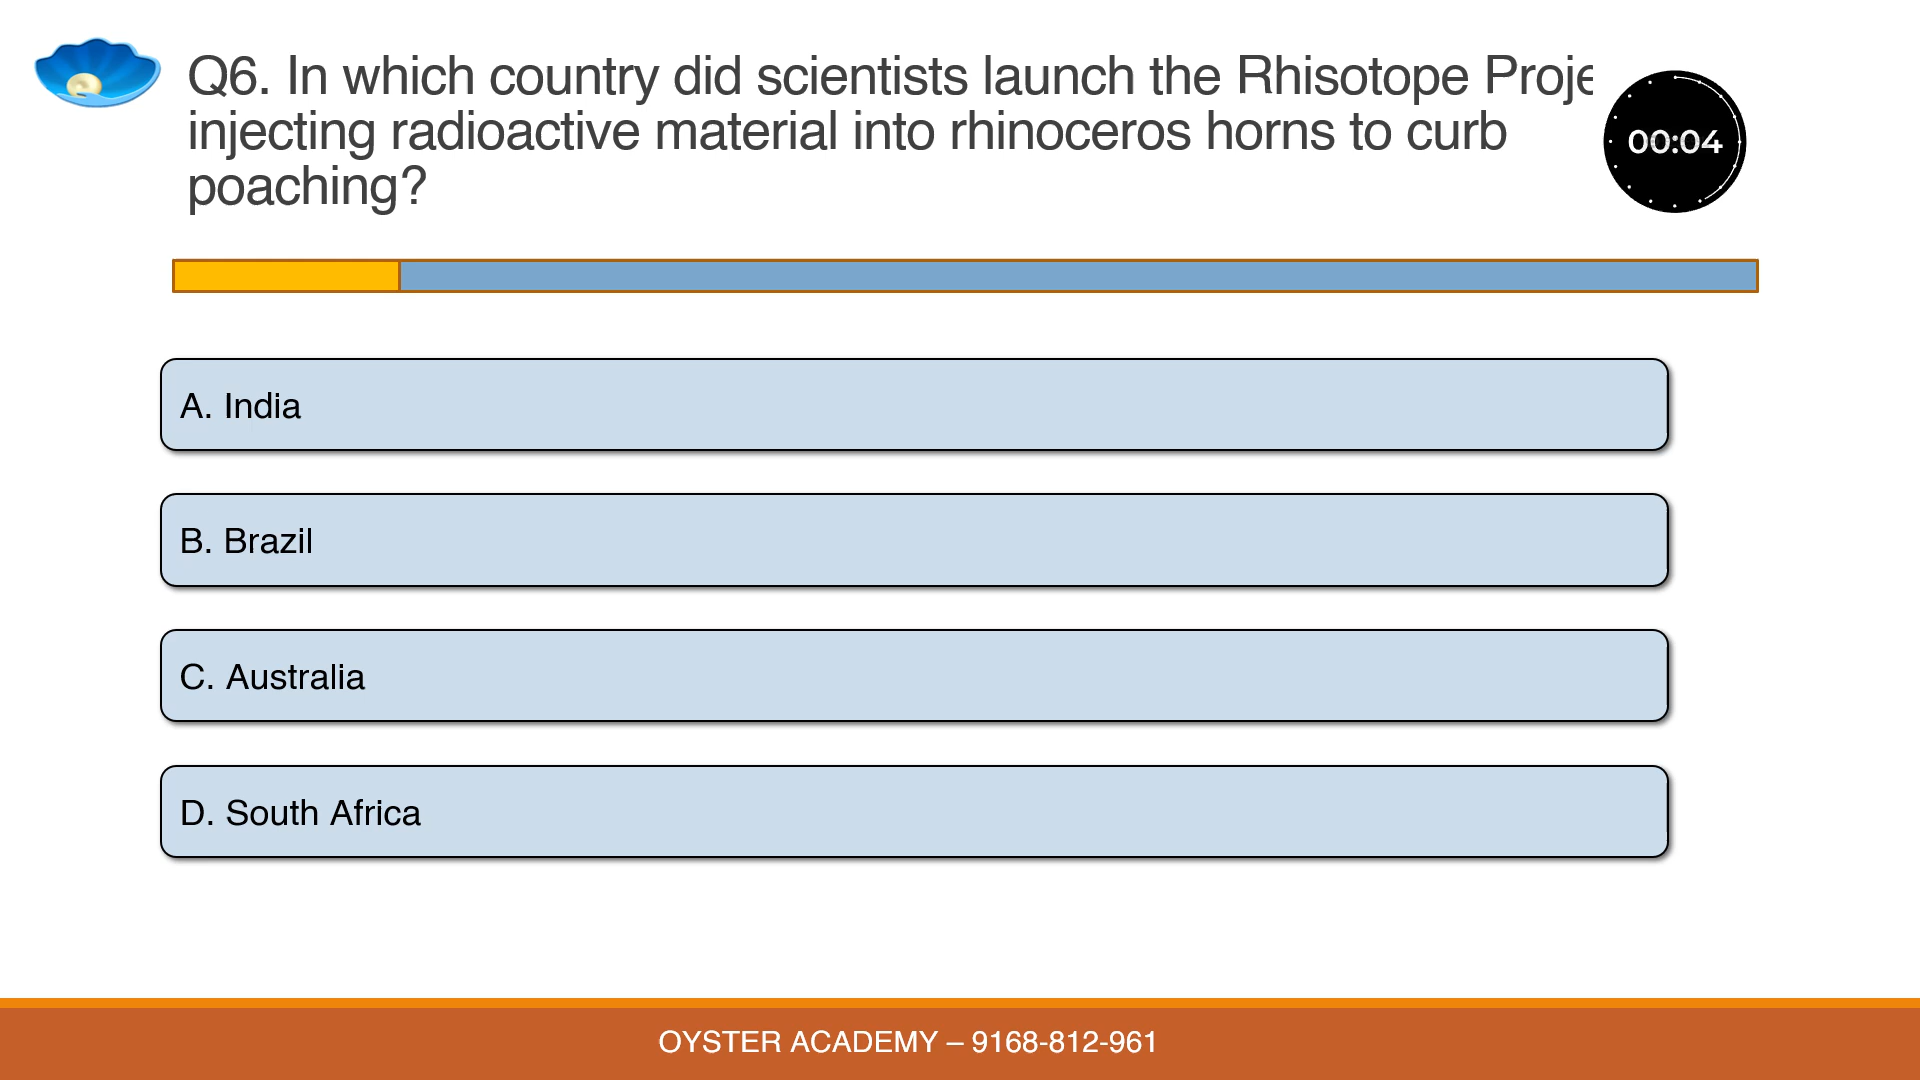 Q6. In which country did scientists launch the Rhisotope
injecting radioactive material into rhinoceros horns to curb
poaching?
00:04
A. India
B. Brazil
C. Australia
D. South Africa
OYSTER ACADEMY – 9168-812-961